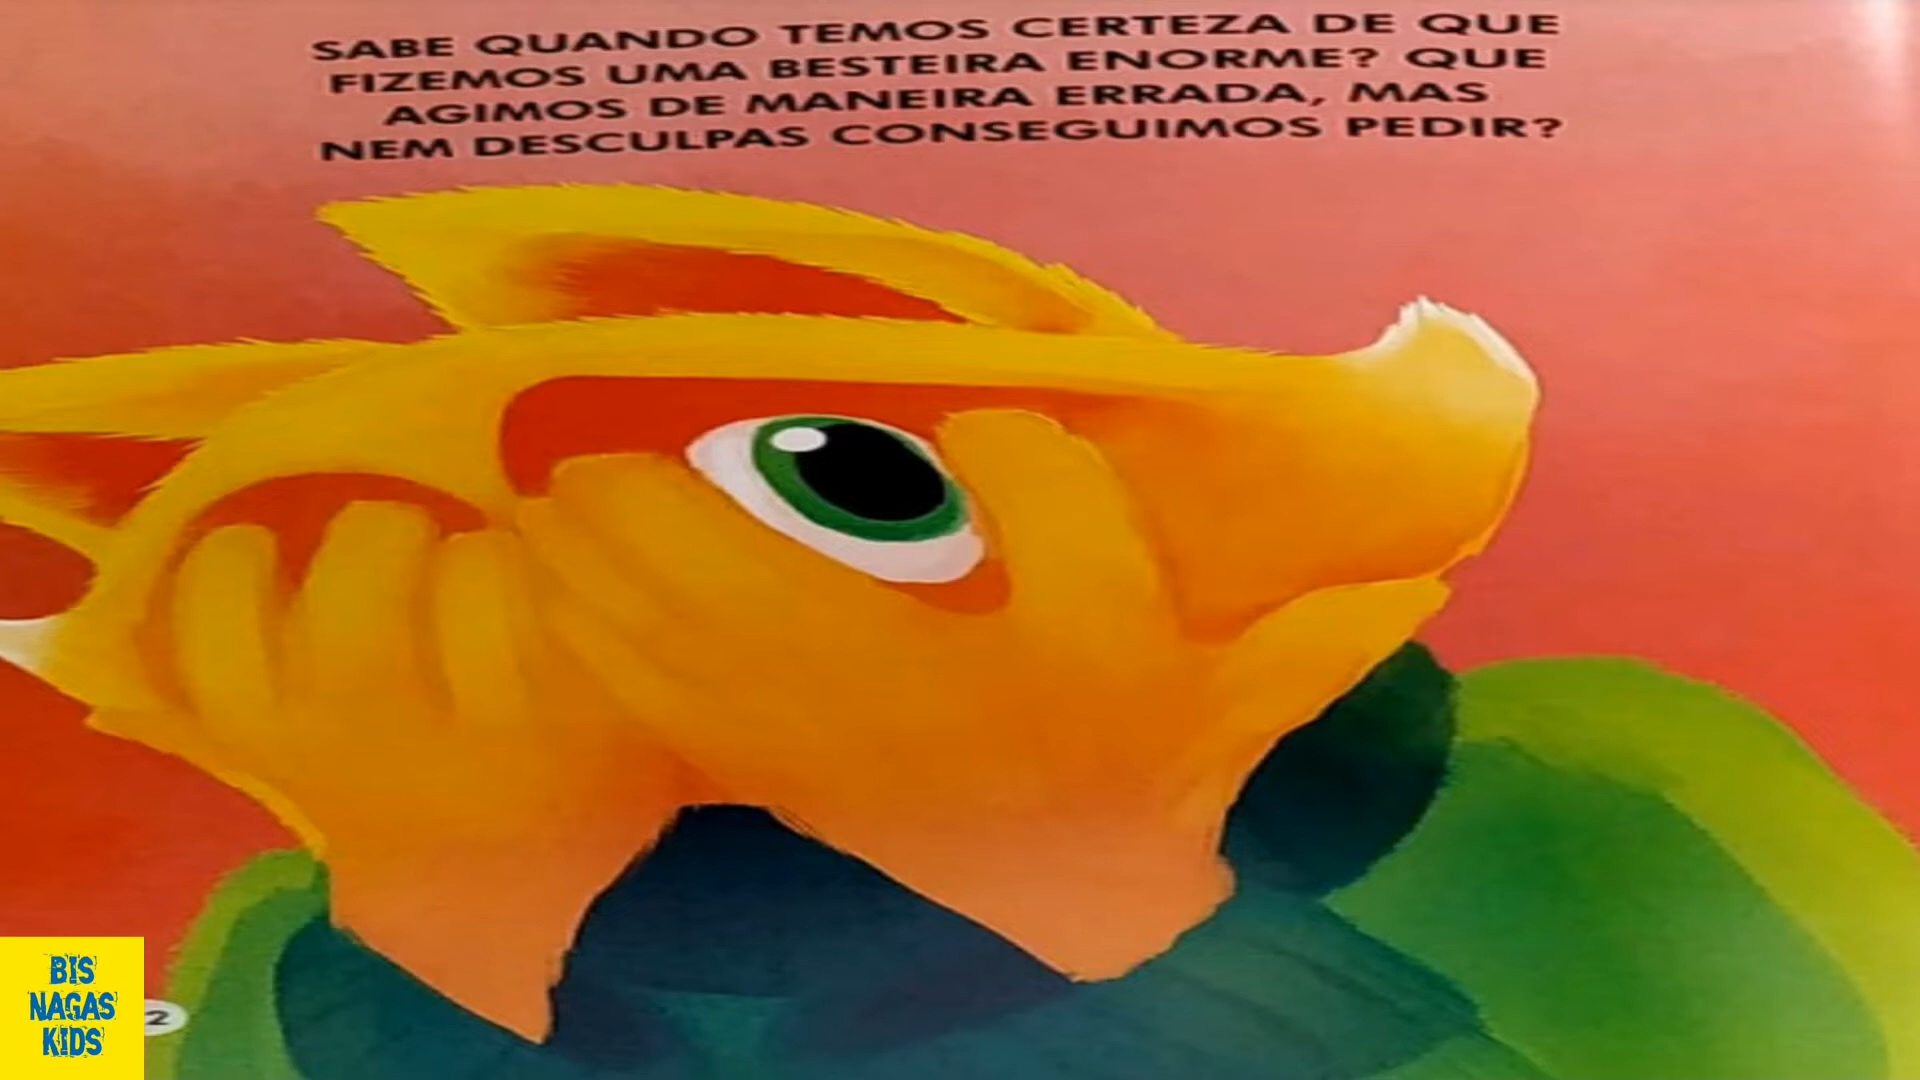 SABE QUANDO TEMOS CERTEZA DE QUE
FIZEMOS UMA BESTEIRA ENORME? QUE
AGIMOS DE MANEIRA ERRADA, MAS
NEM DESCULPAS CONSEGUIMOS PEDIR?
BIS
NAGAS
KIDS
2